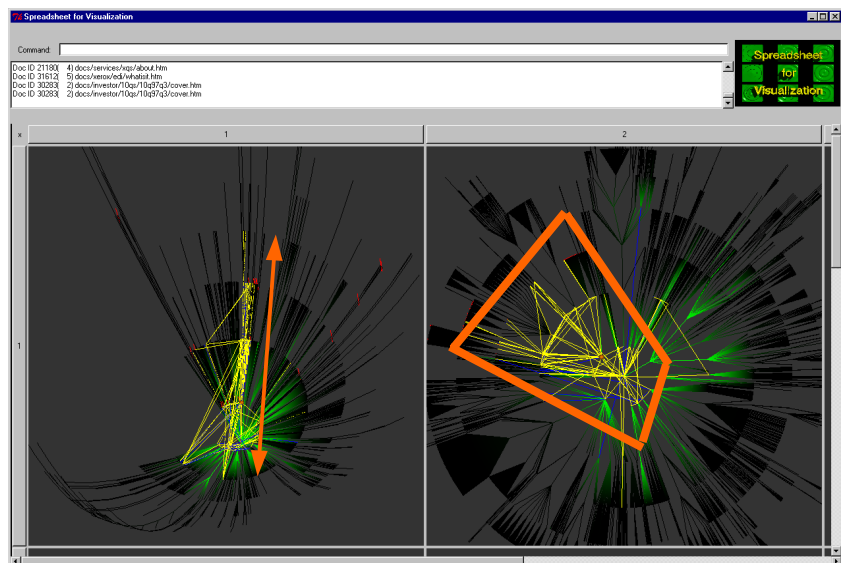 Spreadsheet for Visualization
Command:
Doc ID 21180( 4) docs/services/xqs/about.htm
Doc ID 31612( 5) docs/xerox/edi/whatisit.htm
Doc ID 30283( 2) docs/investor/10qs/10q97q3/cover.htm
Doc ID 30283( 2) docs/investor/10qs/10q97q3/cover.htm
Spreadsheet
for
Visualization
x 1 2
1